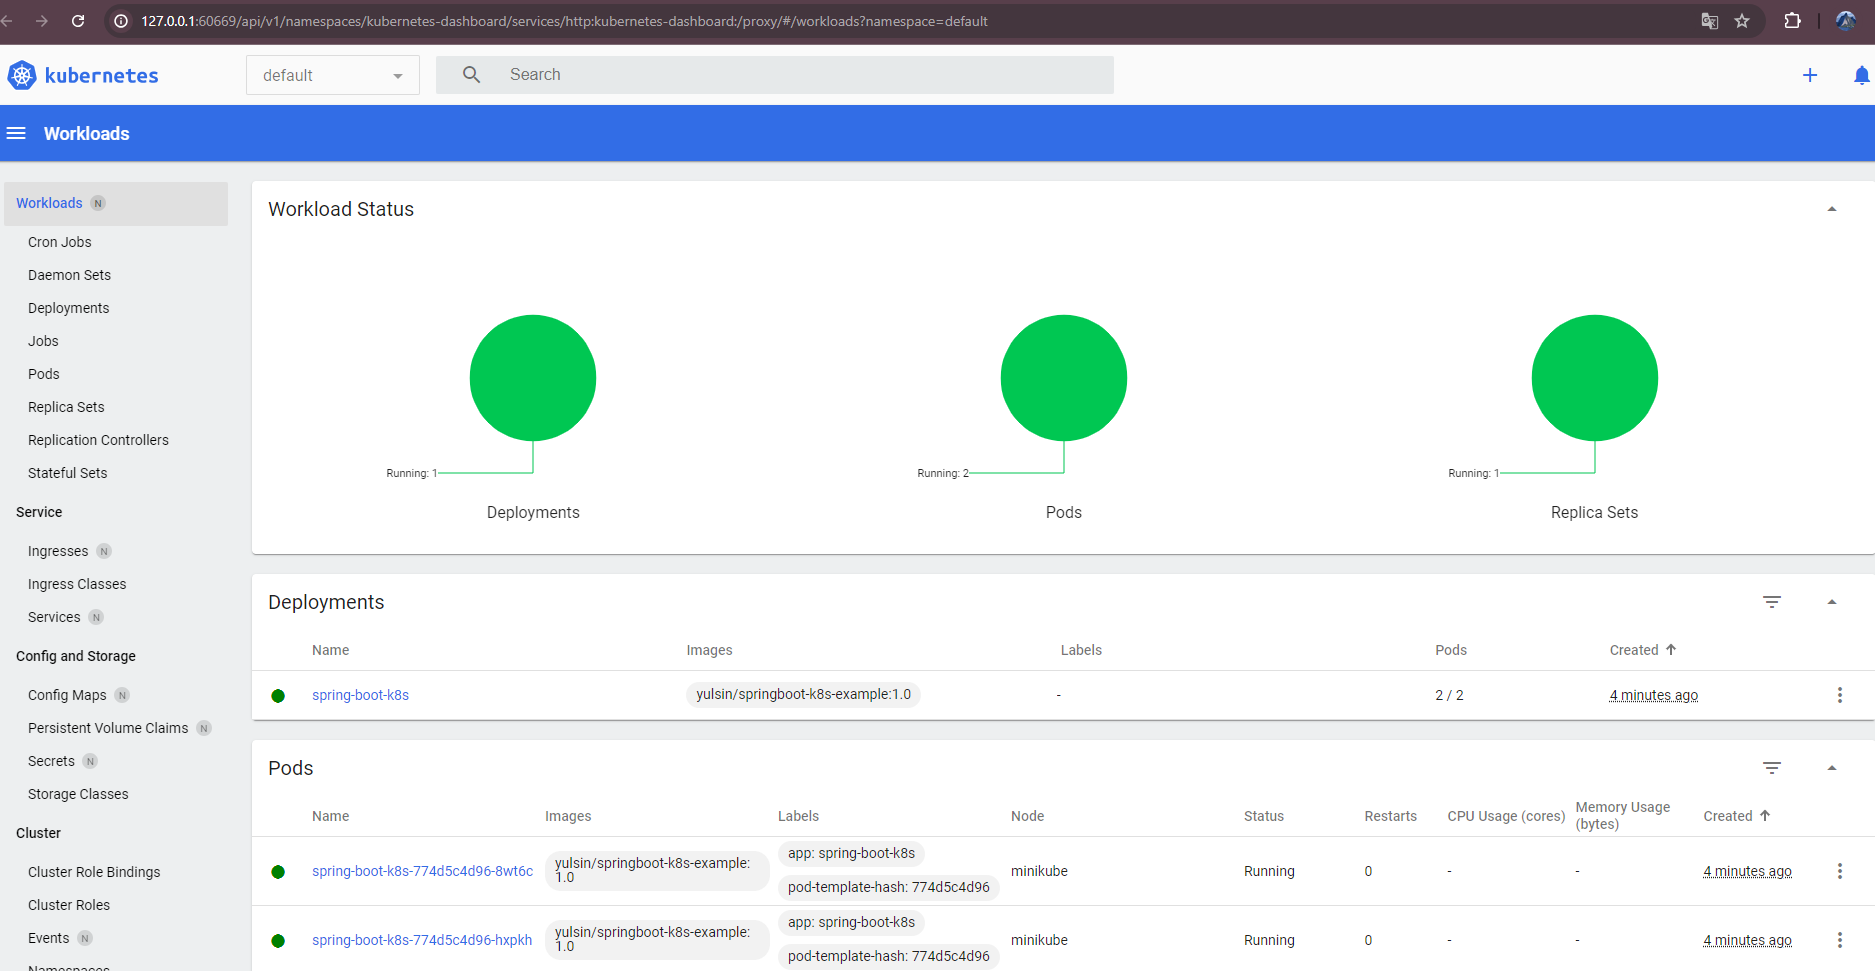 127.0.0.1:60669/api/v1/namespaces/kubernetes-dashboard/services/http:kubernetes-dashboard:/proxy/#/workloads?namespace=default
kubernetes
default
Search
Workloads
Workloads N
Cron Jobs
Daemon Sets
Deployments
Jobs
Pods
Replica Sets
Replication Controllers
Stateful Sets
Service
Ingresses N
Ingress Classes
Services N
Config and Storage
Config Maps N
Persistent Volume Claims N
Secrets N
Storage Classes
Cluster
Cluster Role Bindings
Cluster Roles
Events N
Namespaces
Workload Status
Running: 1
Deployments
Running: 2
Pods
Running: 1
Replica Sets
Deployments
Name Images Labels Pods Created
spring-boot-k8s yulsin/springboot-k8s-example:1.0 - 2 / 2 4 minutes ago
Pods
Name Images Labels Node Status Restarts CPU Usage (cores) Memory Usage (bytes) Created
spring-boot-k8s-774d5c4d96-8wt6c yulsin/springboot-k8s-example:1.0 app: spring-boot-k8s minikube Running 0 - - 4 minutes ago
pod-template-hash: 774d5c4d96
spring-boot-k8s-774d5c4d96-hxpkh yulsin/springboot-k8s-example:1.0 app: spring-boot-k8s minikube Running 0 - - 4 minutes ago
pod-template-hash: 774d5c4d96